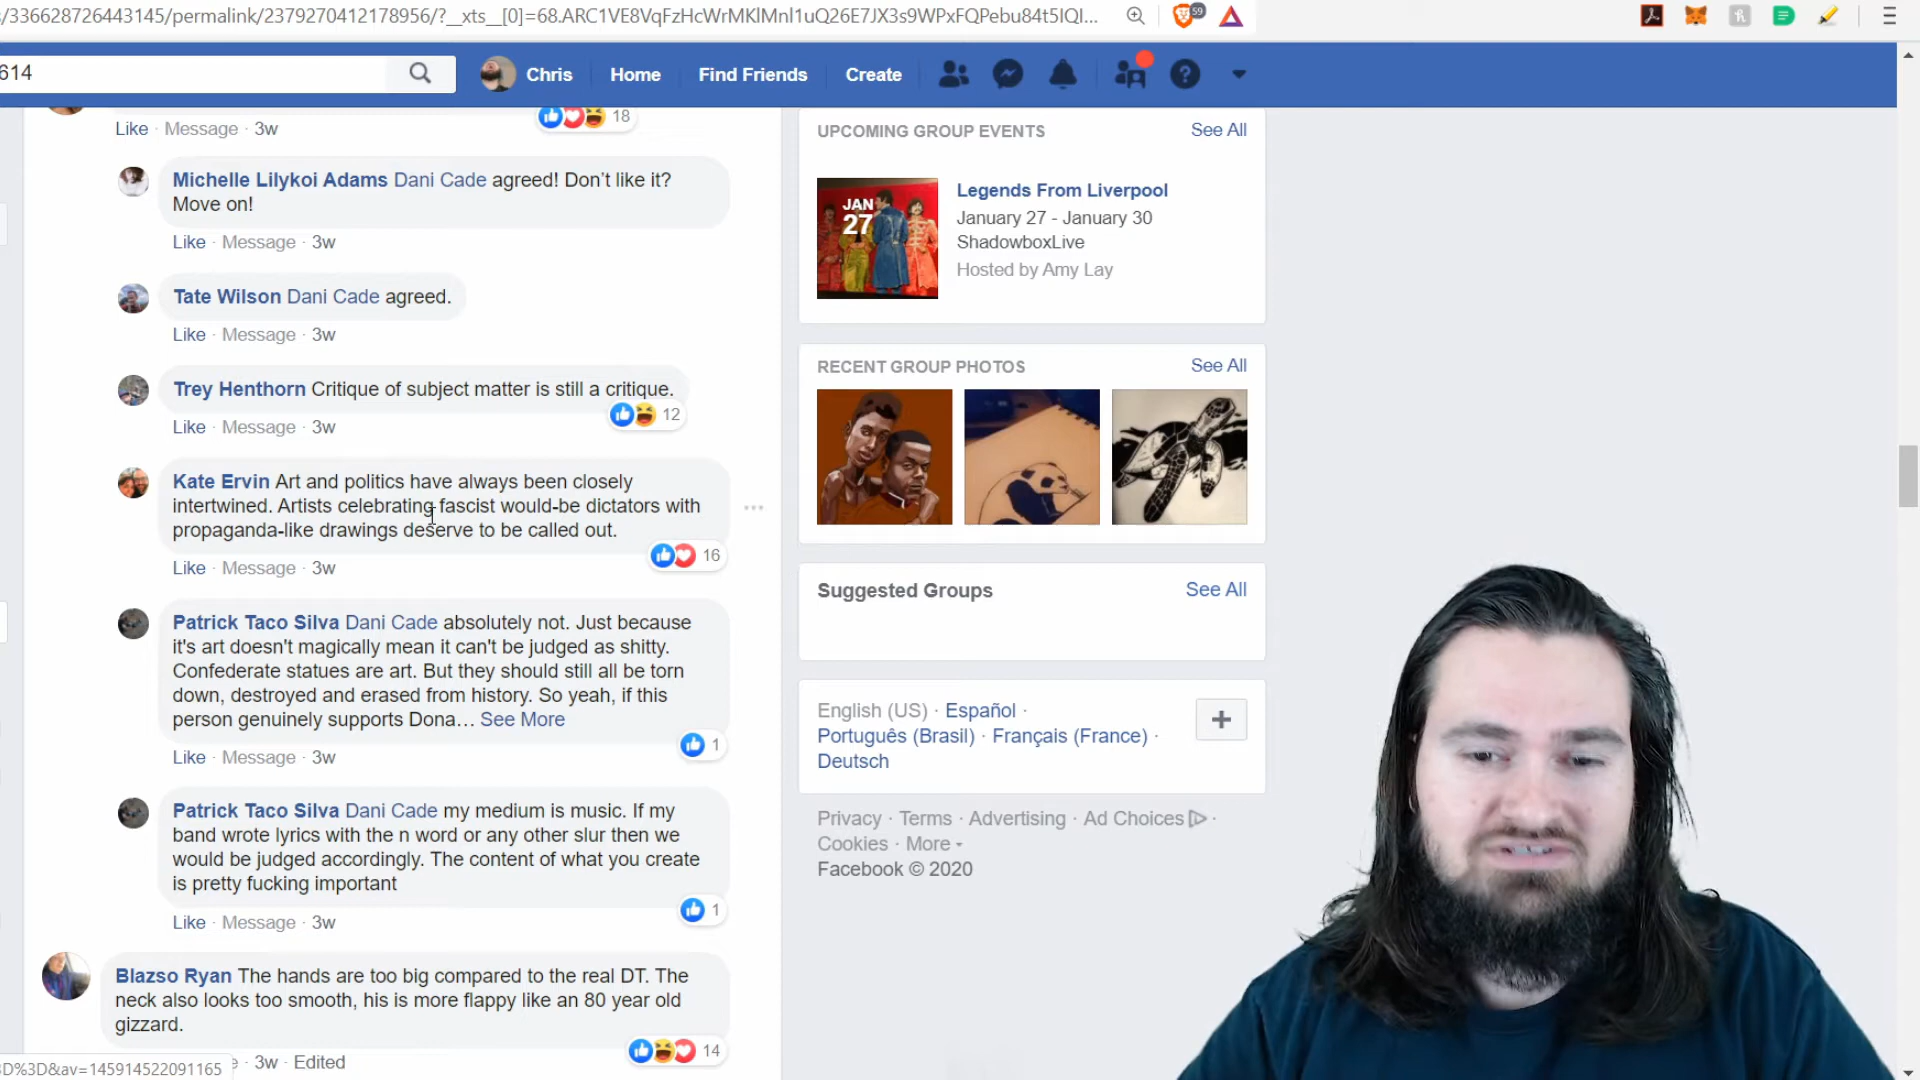 /336628726443145/permalink/2379270412178956/?__xts__[0]=68.ARC1VE8VqFzHcWrMKlMnl1uQ26E7JX3s9WPxFQPebu84t5IQI...
59
614
Chris
Home
Find Friends
Create
Like · Message · 3w
18
Michelle Lilykoi Adams Dani Cade agreed! Don't like it?
Move on!
Like · Message · 3w
Tate Wilson Dani Cade agreed.
Like · Message · 3w
Trey Henthorn Critique of subject matter is still a critique.
12
Like · Message · 3w
Kate Ervin Art and politics have always been closely
intertwined. Artists celebrating fascist would-be dictators with
propaganda-like drawings deserve to be called out.
16
Like · Message · 3w
Patrick Taco Silva Dani Cade absolutely not. Just because
it's art doesn't magically mean it can't be judged as shitty.
Confederate statues are art. But they should still all be torn
down, destroyed and erased from history. So yeah, if this
person genuinely supports Dona... See More
1
Like · Message · 3w
Patrick Taco Silva Dani Cade my medium is music. If my
band wrote lyrics with the n word or any other slur then we
would be judged accordingly. The content of what you create
is pretty fucking important
1
Like · Message · 3w
Blazso Ryan The hands are too big compared to the real DT. The
neck also looks too smooth, his is more flappy like an 80 year old
gizzard.
14
3w · Edited
D%3D&av=145914522091165
UPCOMING GROUP EVENTS
See All
JAN
27
Legends From Liverpool
January 27 - January 30
ShadowboxLive
Hosted by Amy Lay
RECENT GROUP PHOTOS
See All
Suggested Groups
See All
English (US) · Español ·
Português (Brasil) · Français (France) ·
Deutsch
Privacy · Terms · Advertising · Ad Choices ·
Cookies · More
Facebook © 2020